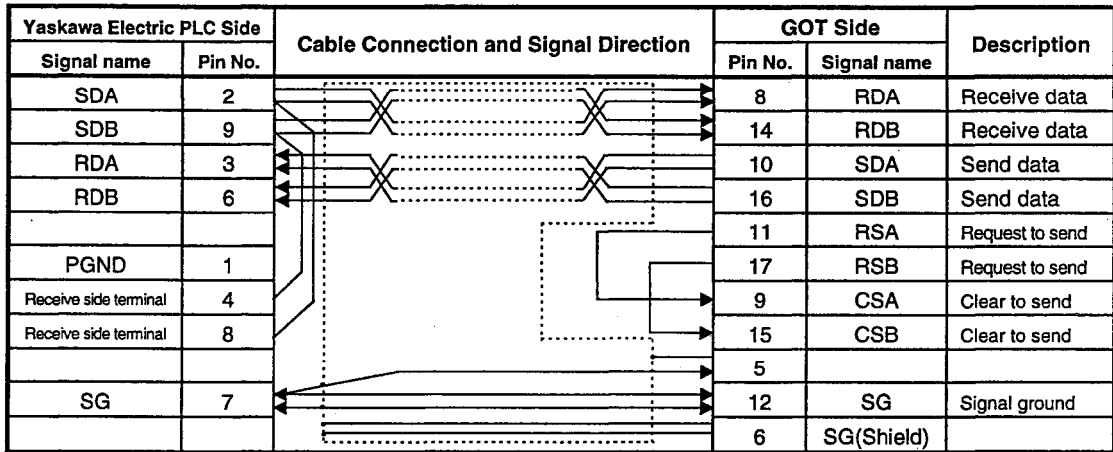 Yaskawa Electric PLC Side Cable Connection and Signal Direction GOT Side Description
Signal name Pin No. Pin No. Signal name
SDA 2 8 RDA Receive data
SDB 9 14 RDB Receive data
RDA 3 10 SDA Send data
RDB 6 16 SDB Send data
11 RSA Request to send
PGND 1 17 RSB Request to send
Receive side terminal 4 9 CSA Clear to send
Receive side terminal 8 15 CSB Clear to send
5
SG 7 12 SG Signal ground
6 SG(Shield)